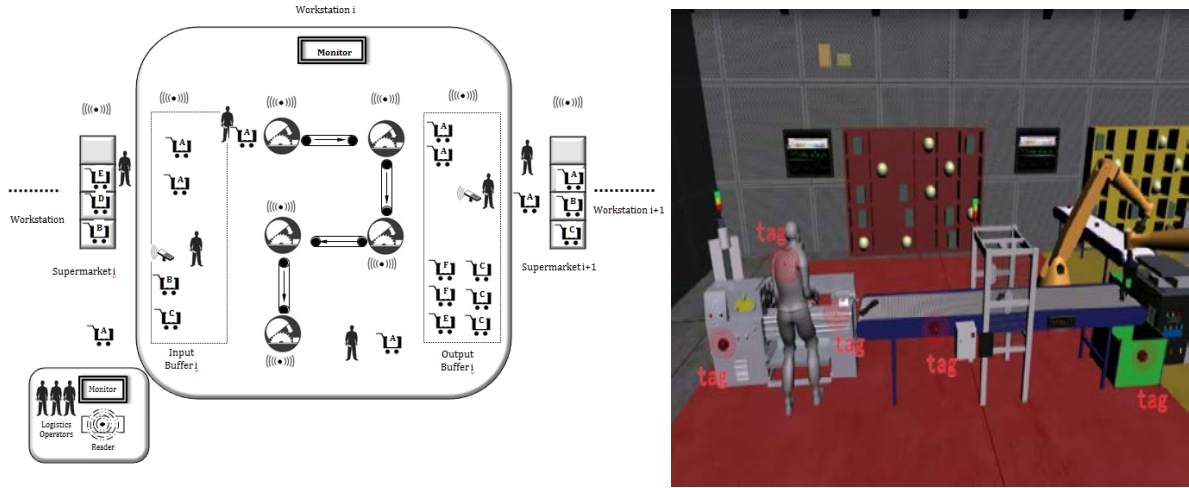 Workstation i
Monitor
A
A
A
A
A
E
D
B
A
A
B
C
Workstation
Workstation i+1
Supermarket i
Supermarket i+1
B
C
F
C
F
C
E
C
A
A
Input
Buffer i
Output
Buffer i
Monitor
Logistics
Operators
Reader
tag
tag
tag
tag
tag